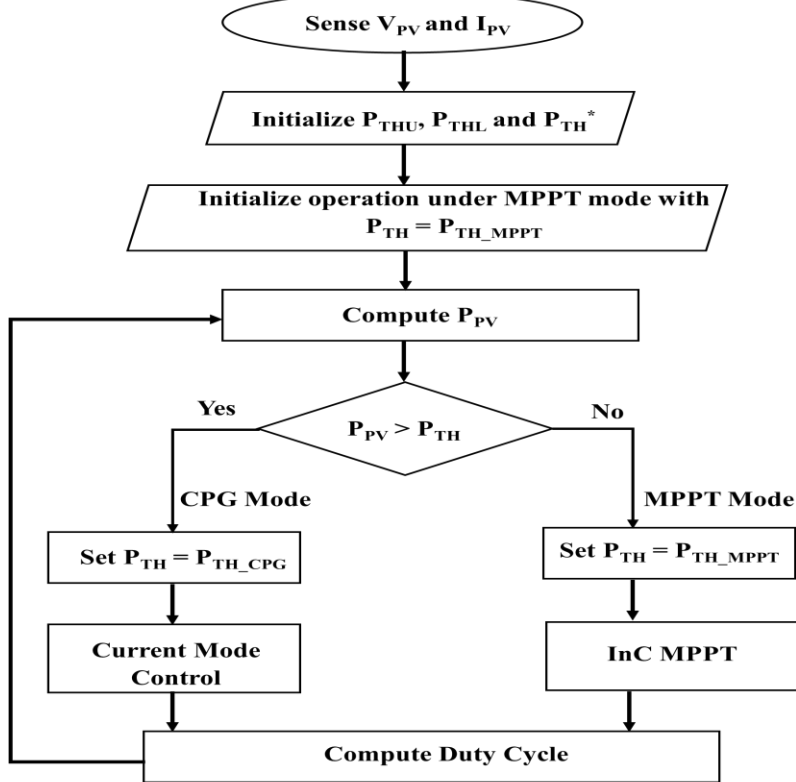 Sense V_PV and I_PV
Initialize P_THU, P_THL and P_TH*
Initialize operation under MPPT mode with
P_TH = P_TH_MPPT
Compute P_PV
Yes
P_PV > P_TH
No
CPG Mode
MPPT Mode
Set P_TH = P_TH_CPG
Set P_TH = P_TH_MPPT
Current Mode
Control
InC MPPT
Compute Duty Cycle